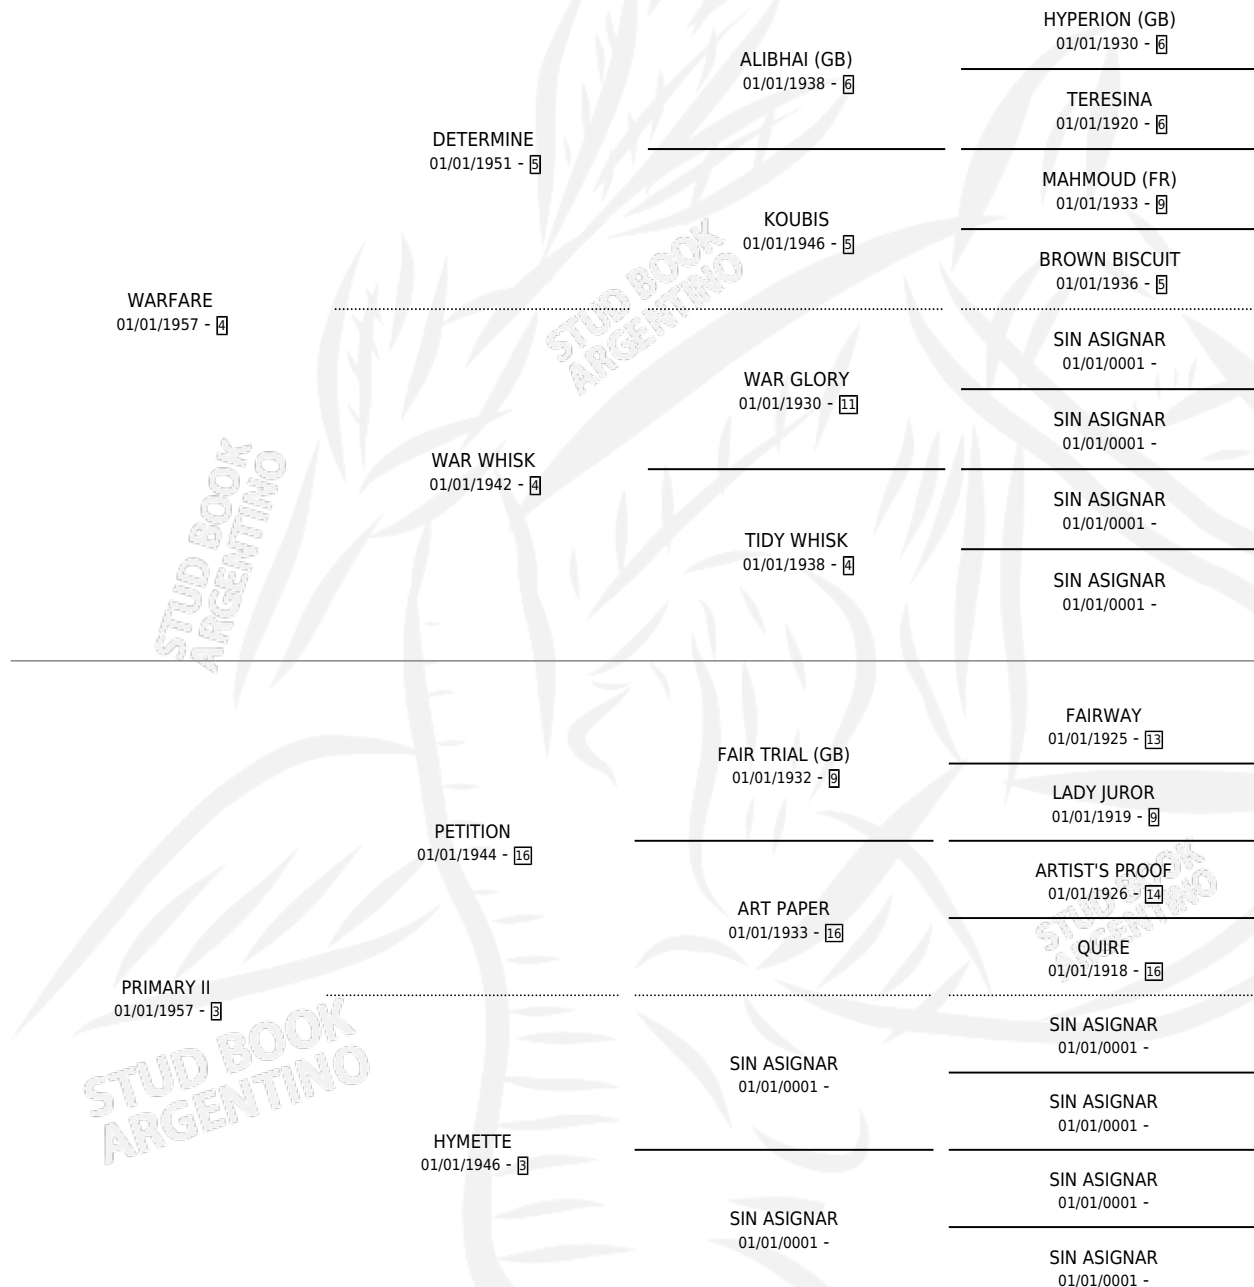 HYPERION (GB)
01/01/1930 - 6
ALIBHAI (GB)
01/01/1938 - 6
TERESINA
01/01/1920 - 6
DETERMINE
01/01/1951 - 5
MAHMOUD (FR)
01/01/1933 - 9
KOUBIS
01/01/1946 - 5
BROWN BISCUIT
01/01/1936 - 5
WARFARE
01/01/1957 - 4
SIN ASIGNAR
01/01/0001 -
WAR GLORY
01/01/1930 - 11
SIN ASIGNAR
01/01/0001 -
WAR WHISK
01/01/1942 - 4
SIN ASIGNAR
01/01/0001 -
TIDY WHISK
01/01/1938 - 4
SIN ASIGNAR
01/01/0001 -
FAIRWAY
01/01/1925 - 13
FAIR TRIAL (GB)
01/01/1932 - 9
LADY JUROR
01/01/1919 - 9
PETITION
01/01/1944 - 16
ARTIST'S PROOF
01/01/1926 - 14
ART PAPER
01/01/1933 - 16
QUIRE
01/01/1918 - 16
PRIMARY II
01/01/1957 - 3
SIN ASIGNAR
01/01/0001 -
SIN ASIGNAR
01/01/0001 -
SIN ASIGNAR
01/01/0001 -
HYMETTE
01/01/1946 - 3
SIN ASIGNAR
01/01/0001 -
SIN ASIGNAR
01/01/0001 -
SIN ASIGNAR
01/01/0001 -
STUD BOOK
ARGENTINO
STUD BOOK
ARGENTINO
STUD BOOK
ARGENTINO
STUD BOOK
ARGENTINO